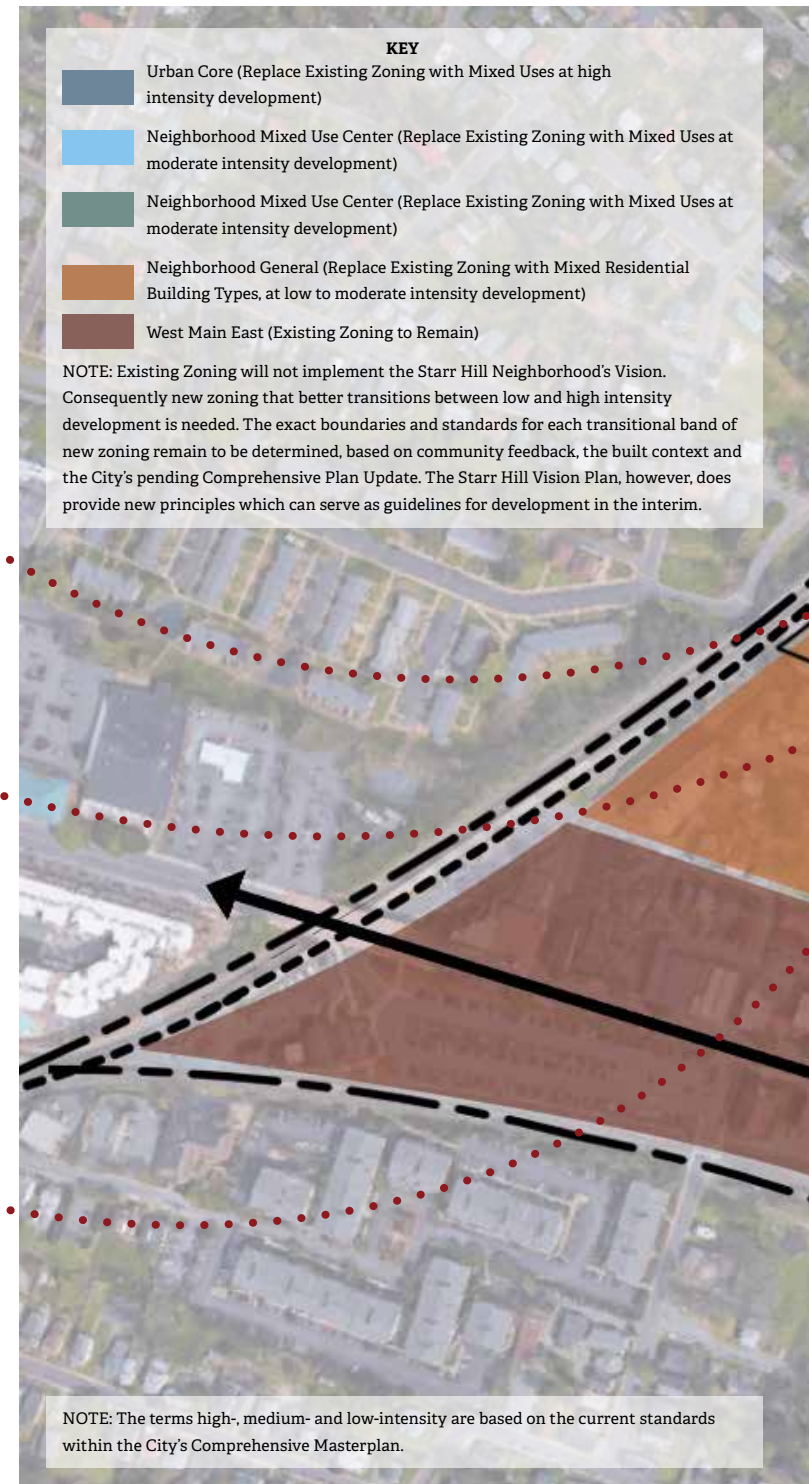 KEY
Urban Core (Replace Existing Zoning with Mixed Uses at high
intensity development)
Neighborhood Mixed Use Center (Replace Existing Zoning with Mixed Uses at
moderate intensity development)
Neighborhood Mixed Use Center (Replace Existing Zoning with Mixed Uses at
moderate intensity development)
Neighborhood General (Replace Existing Zoning with Mixed Residential
Building Types, at low to moderate intensity development)
West Main East (Existing Zoning to Remain)
NOTE: Existing Zoning will not implement the Starr Hill Neighborhood's Vision.
Consequently new zoning that better transitions between low and high intensity
development is needed. The exact boundaries and standards for each transitional band of
new zoning remain to be determined, based on community feedback, the built context and
the City's pending Comprehensive Plan Update. The Starr Hill Vision Plan, however, does
provide new principles which can serve as guidelines for development in the interim.
NOTE: The terms high-, medium- and low-intensity are based on the current standards
within the City's Comprehensive Masterplan.